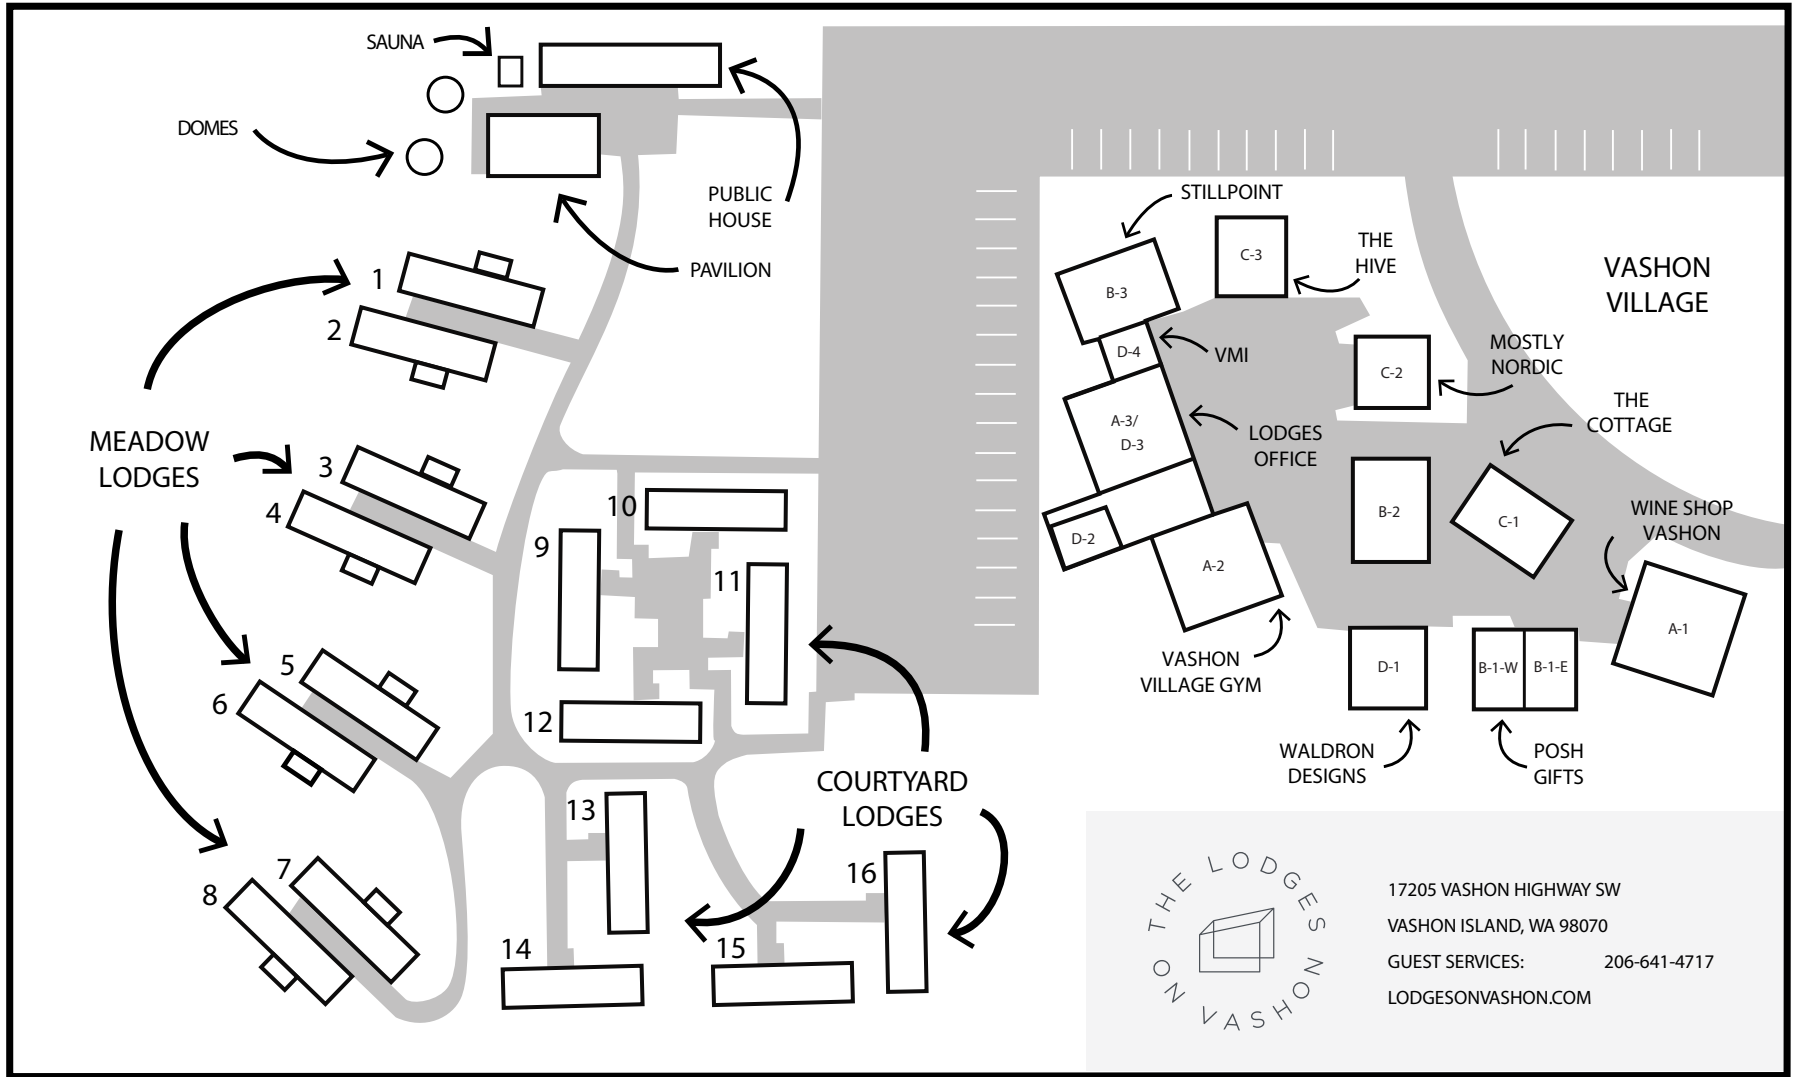 SAUNA
DOMES
PUBLIC
HOUSE
PAVILION
1
2
MEADOW
LODGES
3
4
5
6
7
8
9
10
11
12
13
14
15
16
COURTYARD
LODGES
STILLPOINT
B-3
C-3
THE
HIVE
VASHON
VILLAGE
D-4
VMI
C-2
MOSTLY
NORDIC
A-3/
D-3
LODGES
OFFICE
THE
COTTAGE
B-2
C-1
WINE SHOP
VASHON
D-2
A-2
VASHON
VILLAGE GYM
D-1
B-1-W
B-1-E
A-1
WALDRON
DESIGNS
POSH
GIFTS
THE LODGES
ON VASHON
17205 VASHON HIGHWAY SW
VASHON ISLAND, WA 98070
GUEST SERVICES: 206-641-4717
LODGESONVASHON.COM